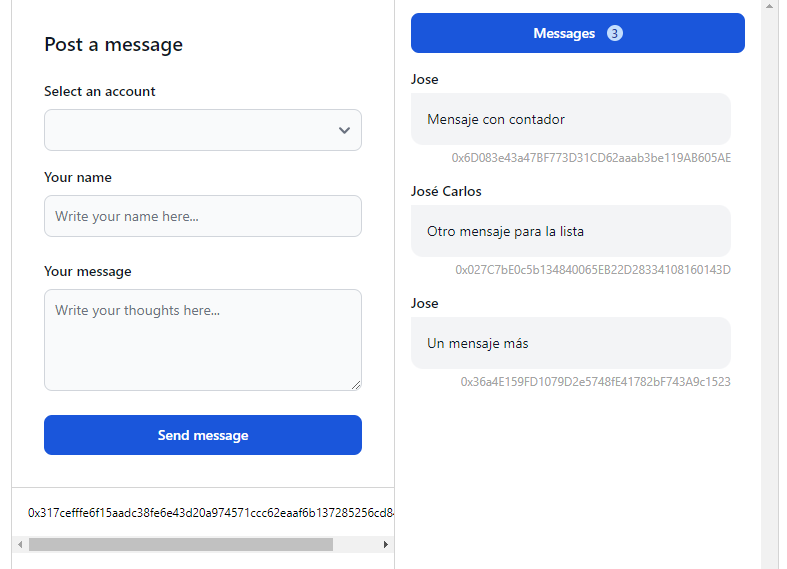 Post a message
Select an account
Your name
Write your name here...
Your message
Write your thoughts here...
Send message
0x317cefffe6f15aadc38fe6e43d20a974571ccc62eaaf6b137285256cd84
Messages 3
Jose
Mensaje con contador
0x6D083e43a47BF773D31CD62aaab3be119AB605AE
José Carlos
Otro mensaje para la lista
0x027C7bE0c5b134840065EB22D28334108160143D
Jose
Un mensaje más
0x36a4E159FD1079D2e5748fE41782bF743A9c1523